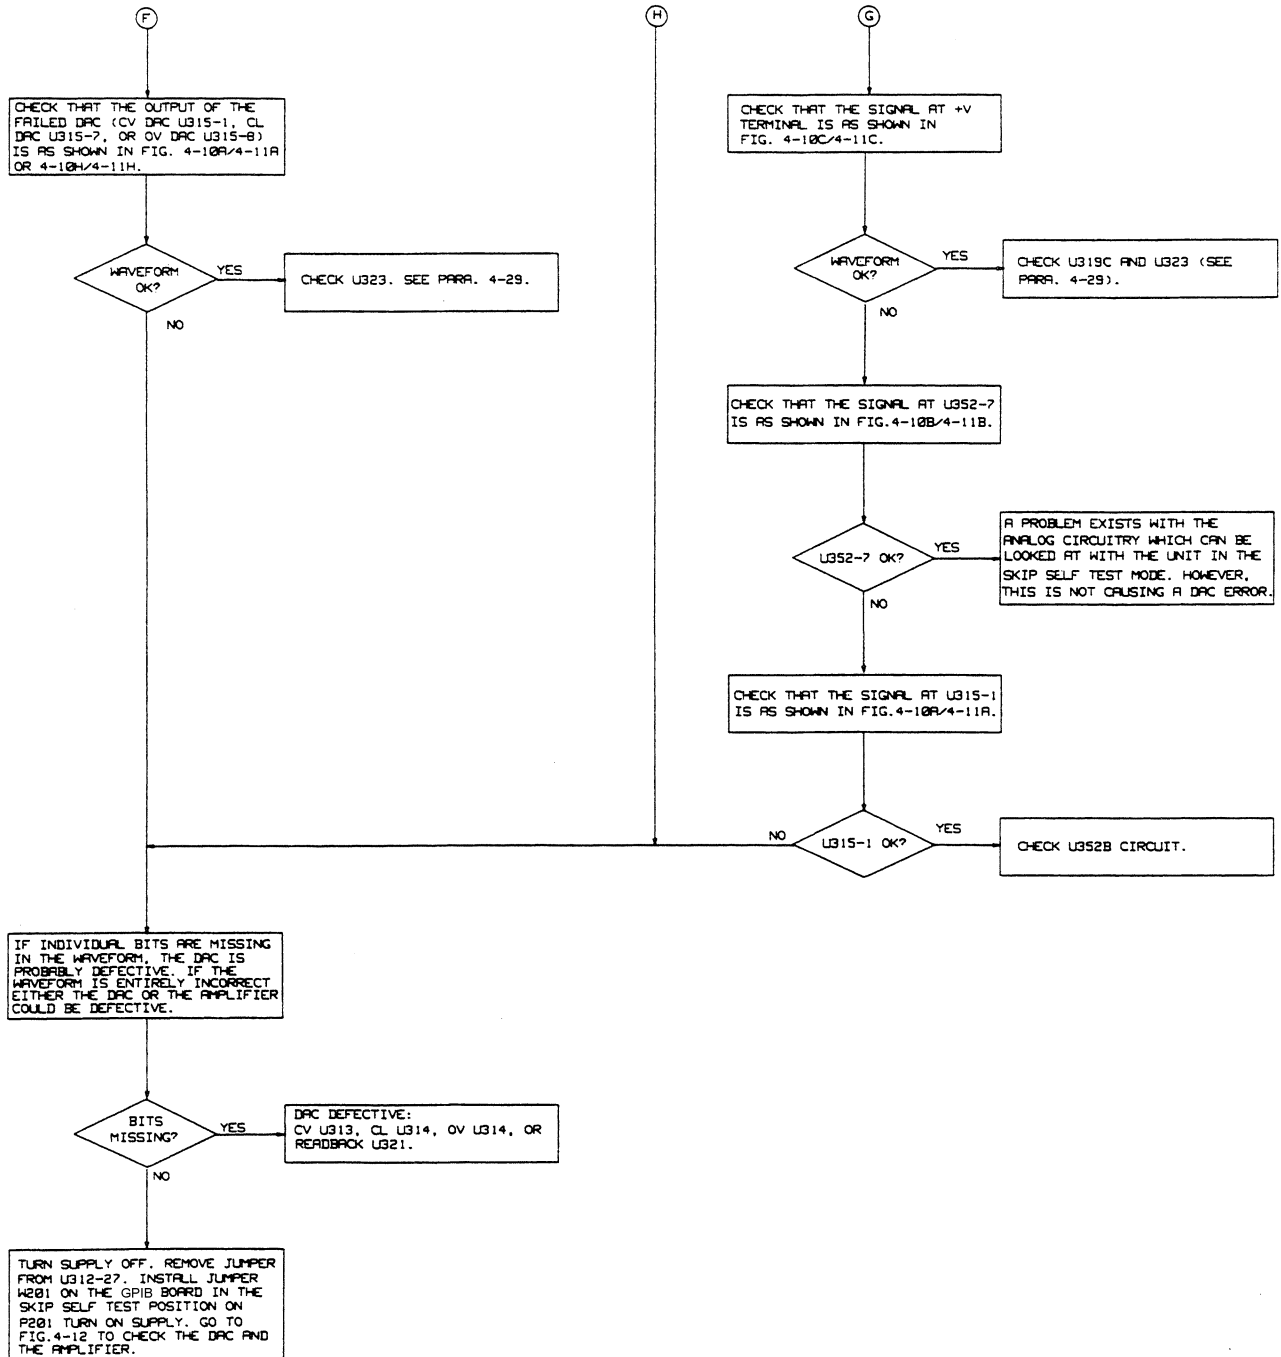 F
H
G
CHECK THAT THE OUTPUT OF THE
FAILED DAC (CV DAC U315-1, CL
DAC U315-7, OR OV DAC U315-8)
IS AS SHOWN IN FIG. 4-10A/4-11A
OR 4-10H/4-11H.
CHECK THAT THE SIGNAL AT +V
TERMINAL IS AS SHOWN IN
FIG. 4-10C/4-11C.
WAVEFORM
OK?
YES
CHECK U323. SEE PARA. 4-29.
NO
WAVEFORM
OK?
YES
CHECK U319C AND U323 (SEE
PARA. 4-29).
NO
CHECK THAT THE SIGNAL AT U352-7
IS AS SHOWN IN FIG.4-10B/4-11B.
U352-7 OK?
YES
A PROBLEM EXISTS WITH THE
ANALOG CIRCUITRY WHICH CAN BE
LOOKED AT WITH THE UNIT IN THE
SKIP SELF TEST MODE. HOWEVER,
THIS IS NOT CAUSING A DAC ERROR.
NO
CHECK THAT THE SIGNAL AT U315-1
IS AS SHOWN IN FIG.4-10A/4-11A.
NO
U315-1 OK?
YES
CHECK U352B CIRCUIT.
IF INDIVIDUAL BITS ARE MISSING
IN THE WAVEFORM, THE DAC IS
PROBABLY DEFECTIVE. IF THE
WAVEFORM IS ENTIRELY INCORRECT
EITHER THE DAC OR THE AMPLIFIER
COULD BE DEFECTIVE.
BITS
MISSING?
YES
DAC DEFECTIVE:
CV U313, CL U314, OV U314, OR
READBACK U321.
NO
TURN SUPPLY OFF. REMOVE JUMPER
FROM U312-27. INSTALL JUMPER
W201 ON THE GPIB BOARD IN THE
SKIP SELF TEST POSITION ON
P201 TURN ON SUPPLY. GO TO
FIG.4-12 TO CHECK THE DAC AND
THE AMPLIFIER.